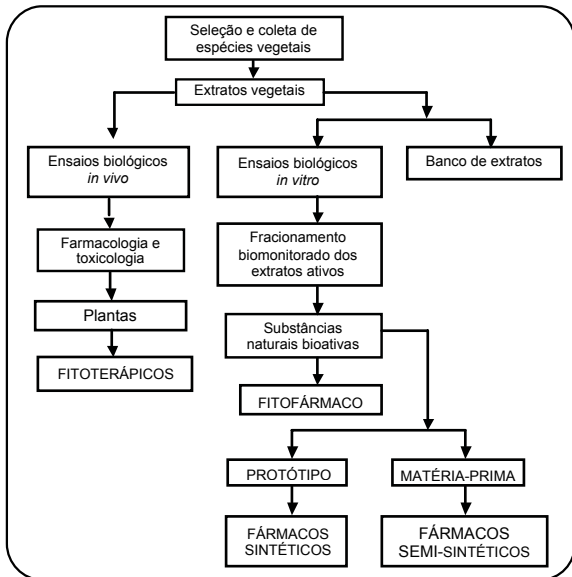 Seleção e coleta de
espécies vegetais
Extratos vegetais
Ensaios biológicos
in vivo
Ensaios biológicos
in vitro
Banco de extratos
Farmacologia e
toxicologia
Fracionamento
biomonitorado dos
extratos ativos
Plantas
Substâncias
naturais bioativas
FITOTERÁPICOS
FITOFÁRMACO
PROTÓTIPO
MATÉRIA-PRIMA
FÁRMACOS
SINTÉTICOS
FÁRMACOS
SEMI-SINTÉTICOS